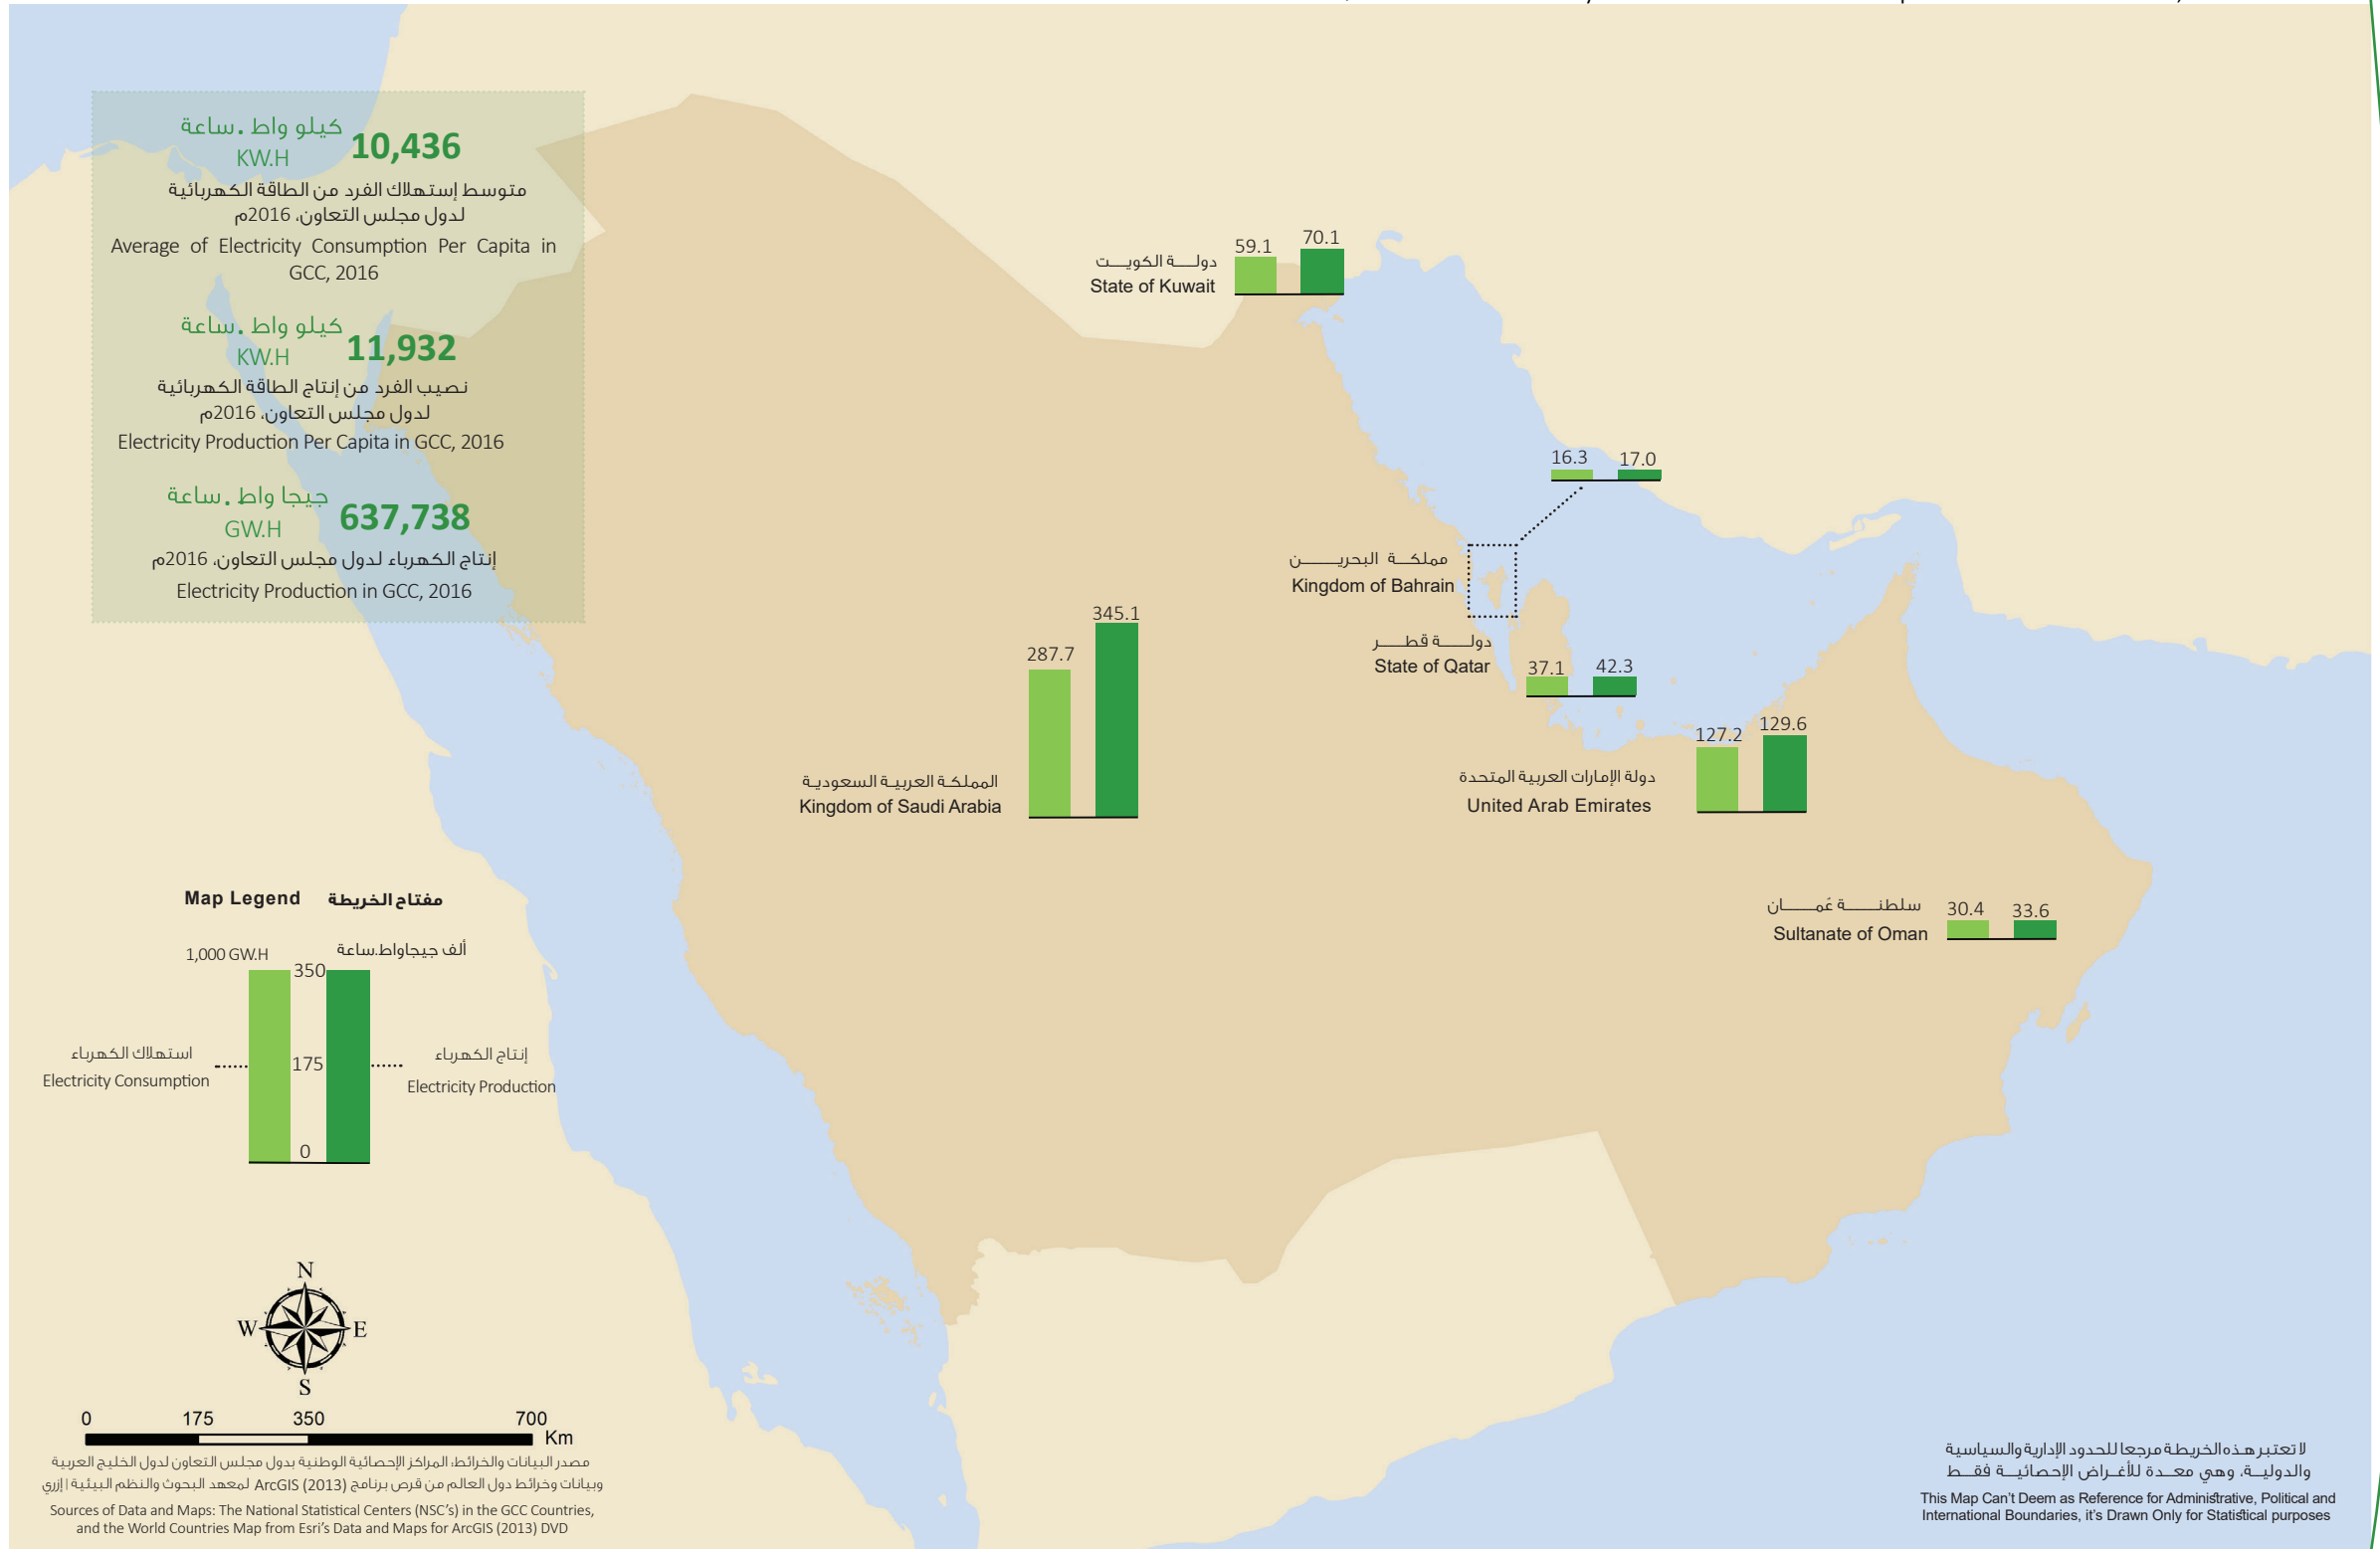 كيلو واط . ساعة
KW.H
10,436
متوسط إستهلاك الفرد من الطاقة الكهربائية
لدول مجلس التعاون، 2016م
Average of Electricity Consumption Per Capita in
GCC, 2016
كيلو واط . ساعة
KW.H
11,932
نصيب الفرد من إنتاج الطاقة الكهربائية
لدول مجلس التعاون، 2016م
Electricity Production Per Capita in GCC, 2016
جيجا واط . ساعة
GW.H
637,738
إنتاج الكهرباء لدول مجلس التعاون، 2016م
Electricity Production in GCC, 2016
دولة الكويت
State of Kuwait
59.1
70.1
16.3
17.0
مملكة البحرين
Kingdom of Bahrain
دولة قطر
State of Qatar
37.1
42.3
287.7
345.1
المملكة العربية السعودية
Kingdom of Saudi Arabia
127.2
129.6
دولة الإمارات العربية المتحدة
United Arab Emirates
سلطنة عُمان
Sultanate of Oman
30.4
33.6
Map Legend مفتاح الخريطة
1,000 GW.H
ألف جيجاواط.ساعة
350
175
0
استهلاك الكهرباء
Electricity Consumption
إنتاج الكهرباء
Electricity Production
N
W E
S
0 175 350 700
Km
مصدر البيانات والخرائط: المراكز الإحصائية الوطنية بدول مجلس التعاون لدول الخليج العربية
وبيانات وخرائط دول العالم من قرص برنامج ArcGIS (2013) لمعهد البحوث والنظم البيئية | إزري
Sources of Data and Maps: The National Statistical Centers (NSC's) in the GCC Countries,
and the World Countries Map from Esri's Data and Maps for ArcGIS (2013) DVD
لا تعتبر هذه الخريطة مرجعا للحدود الإدارية والسياسية
والدولية، وهي معدة للأغراض الإحصائية فقط
This Map Can't Deem as Reference for Administrative, Political and
International Boundaries, it's Drawn Only for Statistical purposes